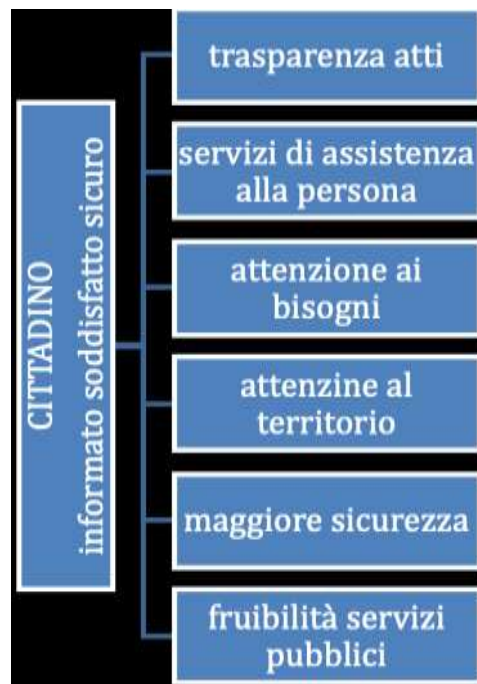 CITTADINO
informato soddisfatto sicuro
trasparenza atti
servizi di assistenza
alla persona
attenzione ai
bisogni
attenzine al
territorio
maggiore sicurezza
fruibilità servizi
pubblici